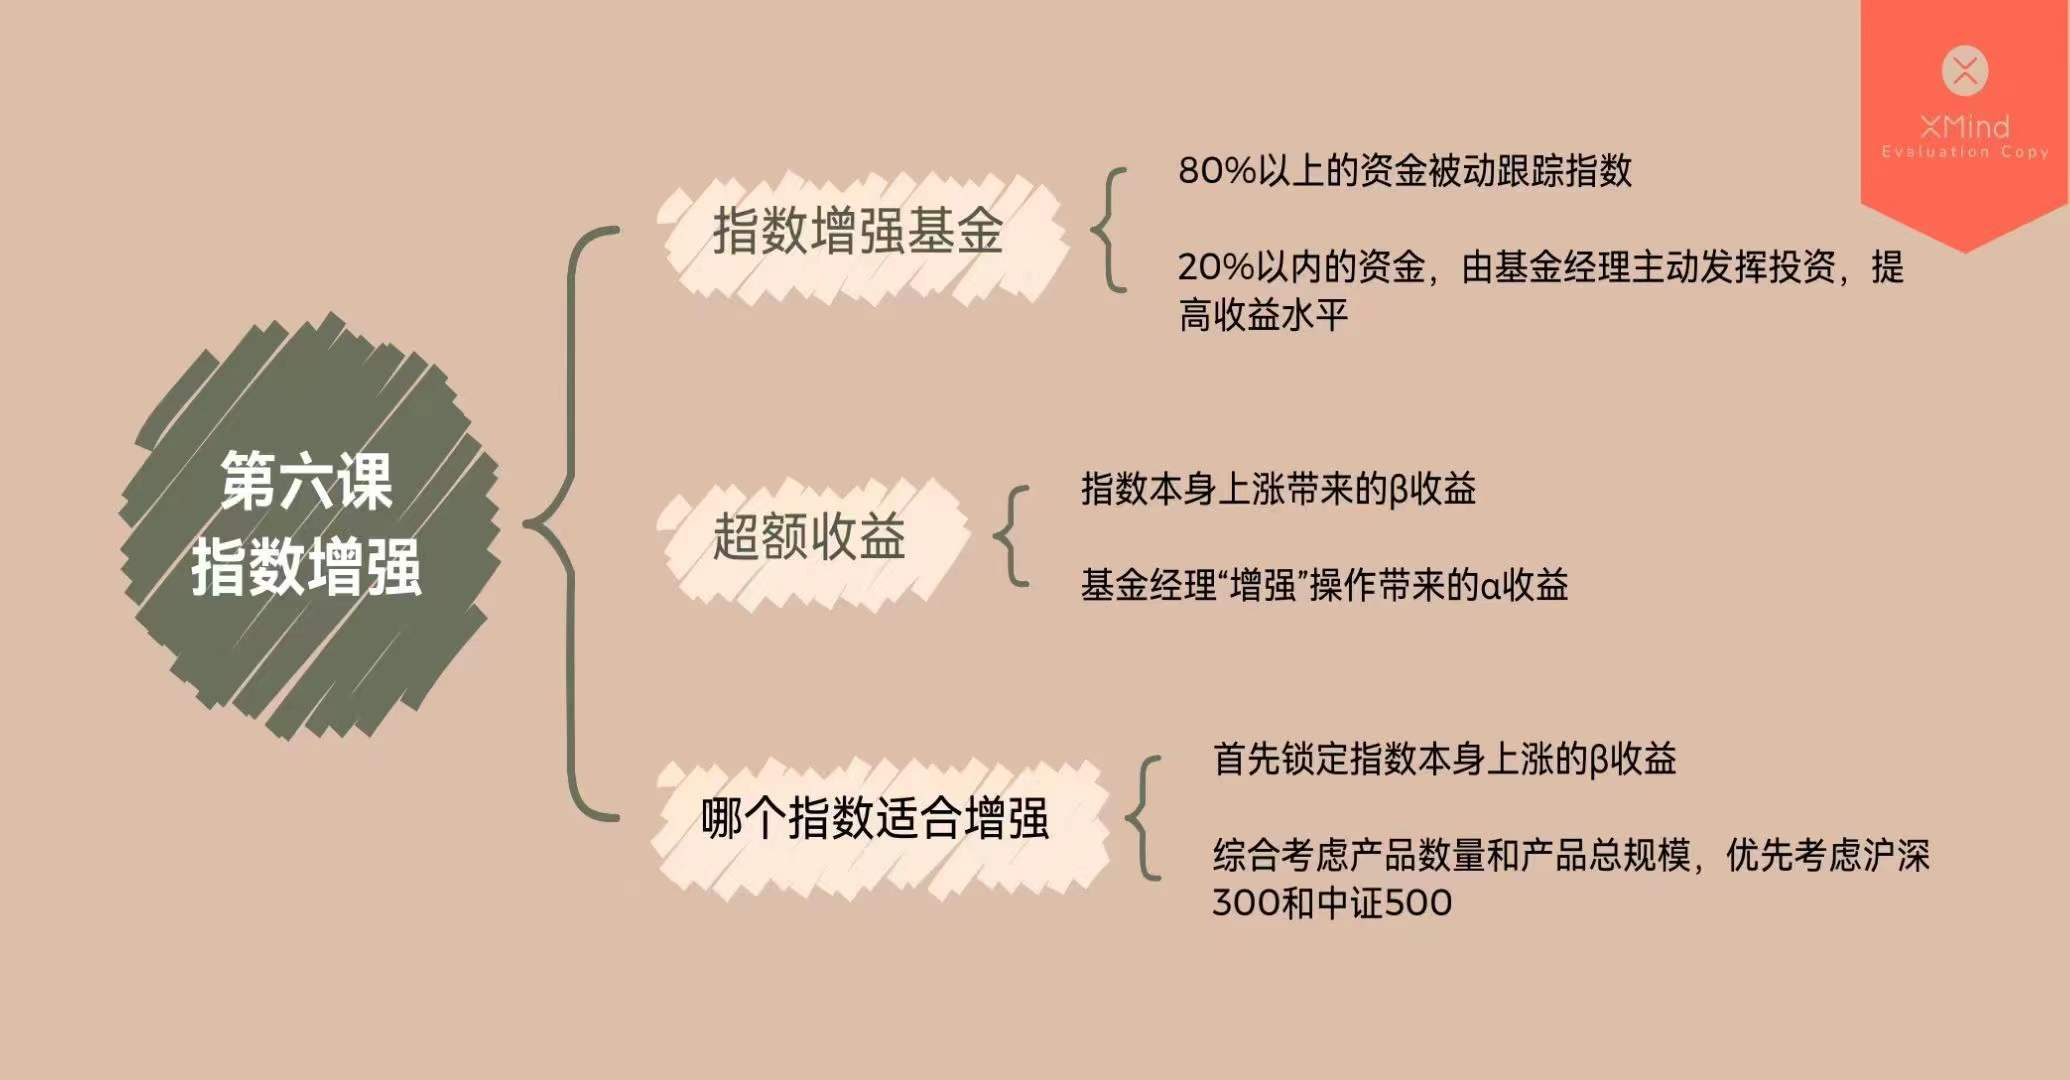 XMind
Evaluation Copy
第六课
指数增强
指数增强基金
80%以上的资金被动跟踪指数
20%以内的资金，由基金经理主动发挥投资，提
高收益水平
超额收益
指数本身上涨带来的β收益
基金经理“增强”操作带来的α收益
哪个指数适合增强
首先锁定指数本身上涨的β收益
综合考虑产品数量和产品总规模，优先考虑沪深
300和中证500